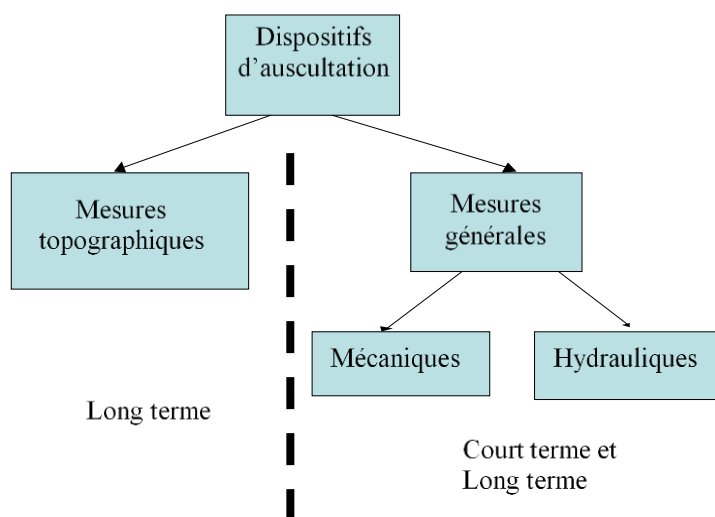 Dispositifs
d'auscultation
Mesures
topographiques
Mesures
générales
Mécaniques
Hydrauliques
Long terme
Court terme et
Long terme